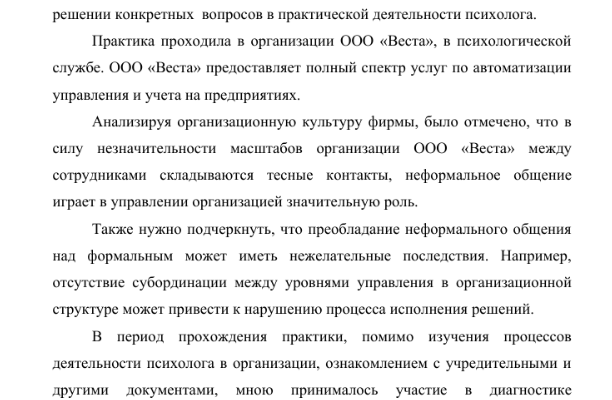 решении конкретных  вопросов в практической деятельности психолога.
Практика проходила в организации ООО «Веста», в психологической
службе. ООО «Веста» предоставляет полный спектр услуг по автоматизации
управления и учета на предприятиях.
Анализируя организационную культуру фирмы, было отмечено, что в
силу незначительности масштабов организации ООО «Веста» между
сотрудниками складываются тесные контакты, неформальное общение
играет в управлении организацией значительную роль.
Также нужно подчеркнуть, что преобладание неформального общения
над формальным может иметь нежелательные последствия. Например,
отсутствие субординации между уровнями управления в организационной
структуре может привести к нарушению процесса исполнения решений.
В период прохождения практики, помимо изучения процессов
деятельности психолога в организации, ознакомлением с учредительными и
другими документами, мною принималось участие в диагностике